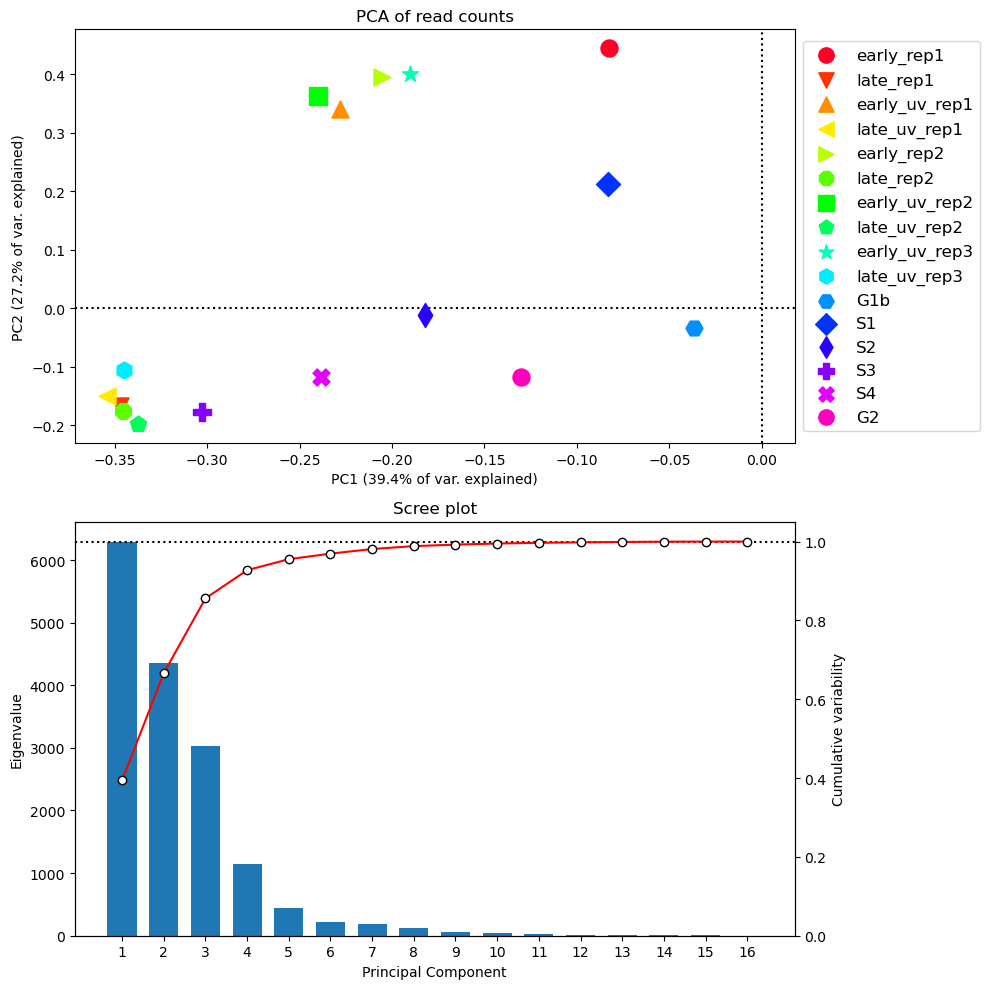 PCA of read counts
PC2 (27.2% of var. explained)
0.4
0.3
0.2
0.1
0.0
−0.1
−0.2
−0.35
−0.30
−0.25
−0.20
−0.15
−0.10
−0.05
0.00
PC1 (39.4% of var. explained)
early_rep1
late_rep1
early_uv_rep1
late_uv_rep1
early_rep2
late_rep2
early_uv_rep2
late_uv_rep2
early_uv_rep3
late_uv_rep3
G1b
S1
S2
S3
S4
G2
Scree plot
Eigenvalue
6000
5000
4000
3000
2000
1000
0
1.0
0.8
0.6
0.4
0.2
0.0
Cumulative variability
1
2
3
4
5
6
7
8
9
10
11
12
13
14
15
16
Principal Component